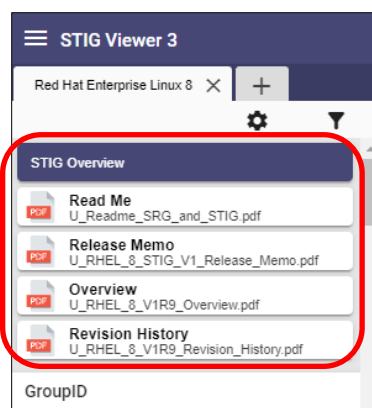 STIG Viewer 3
Red Hat Enterprise Linux 8
STIG Overview
PDF
Read Me
U_Readme_SRG_and_STIG.pdf
PDF
Release Memo
U_RHEL_8_STIG_V1_Release_Memo.pdf
PDF
Overview
U_RHEL_8_V1R9_Overview.pdf
PDF
Revision History
U_RHEL_8_V1R9_Revision_History.pdf
GroupID